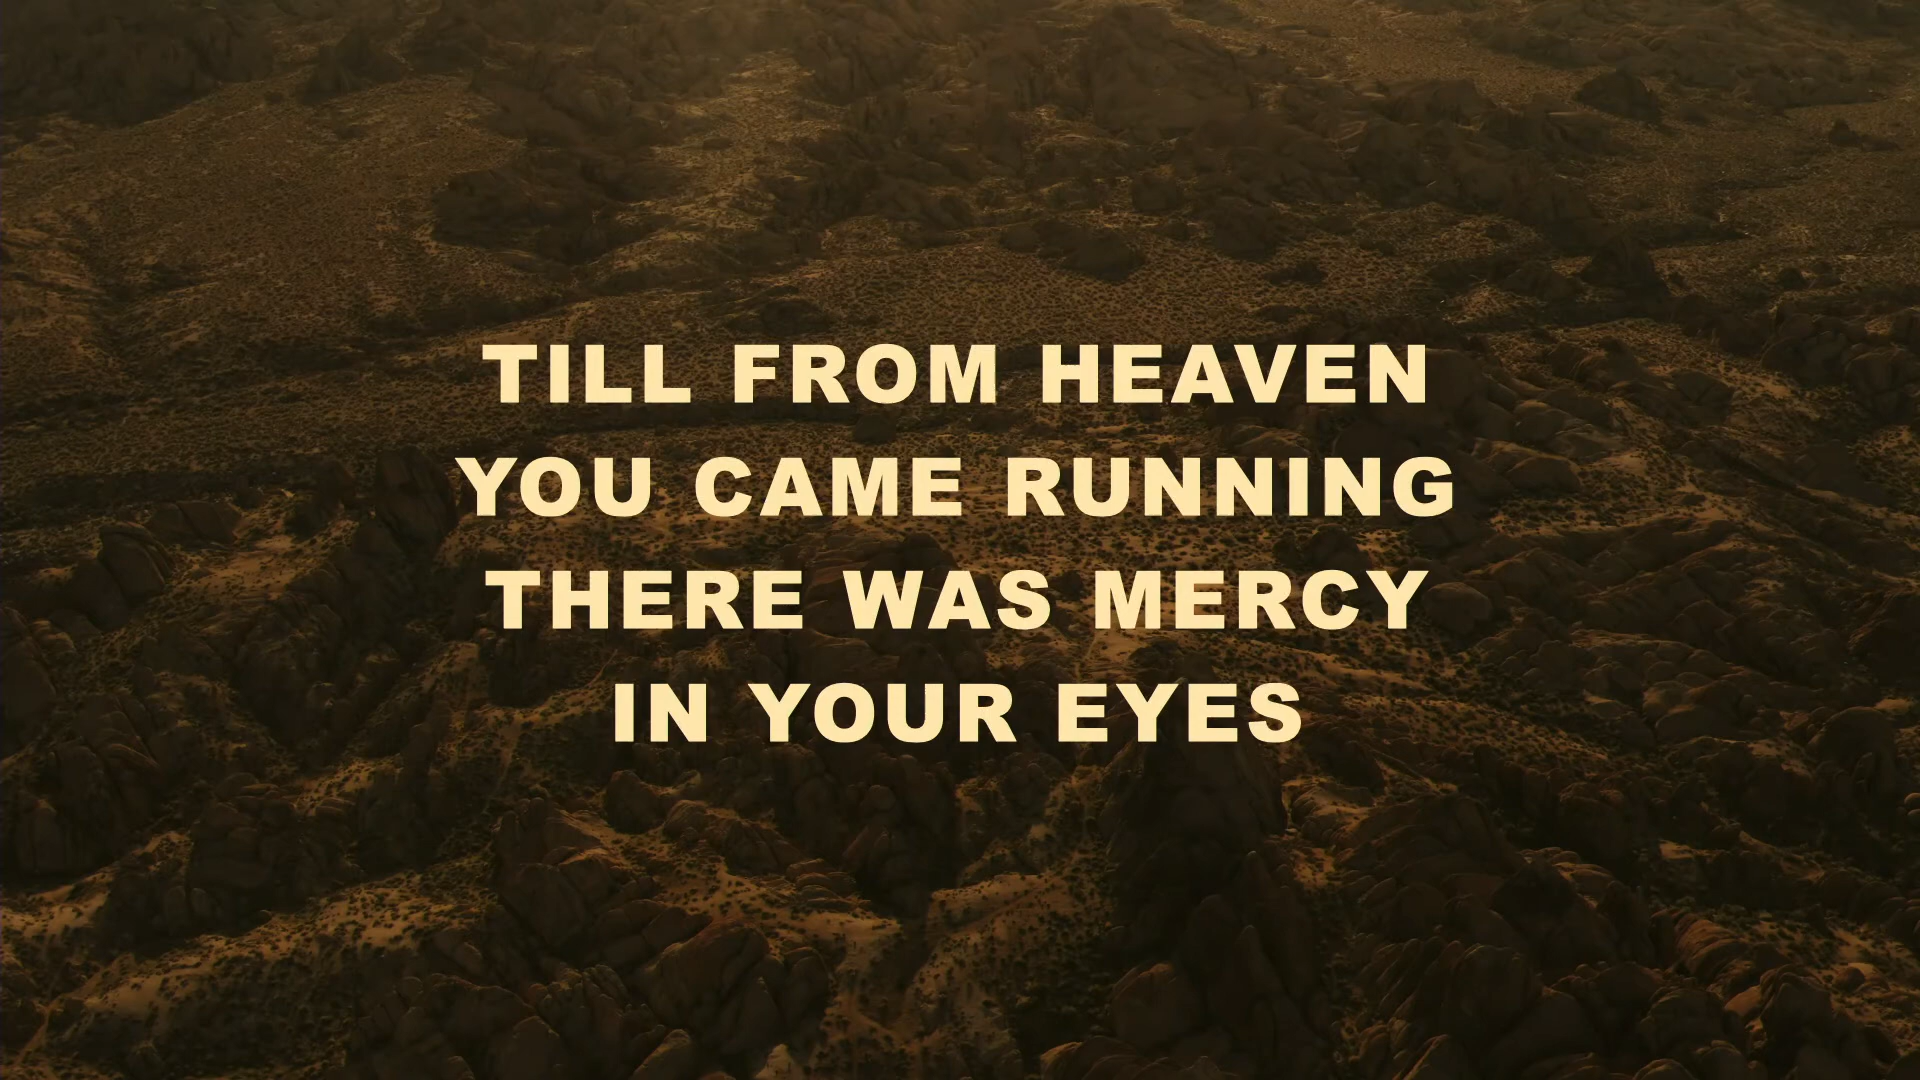 TILL FROM HEAVEN
YOU CAME RUNNING
THERE WAS MERCY
IN YOUR EYES